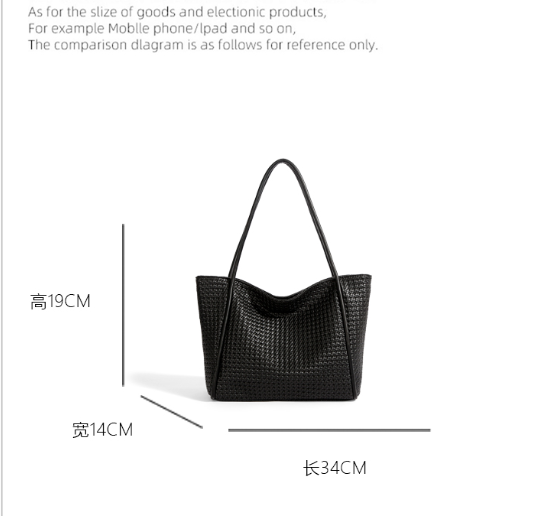 As for the slize of goods and electionic products,
For example Moblle phone/lpad and so on,
The comparison dlagram is as follows for reference only.
高19CM
宽14CM
长34CM